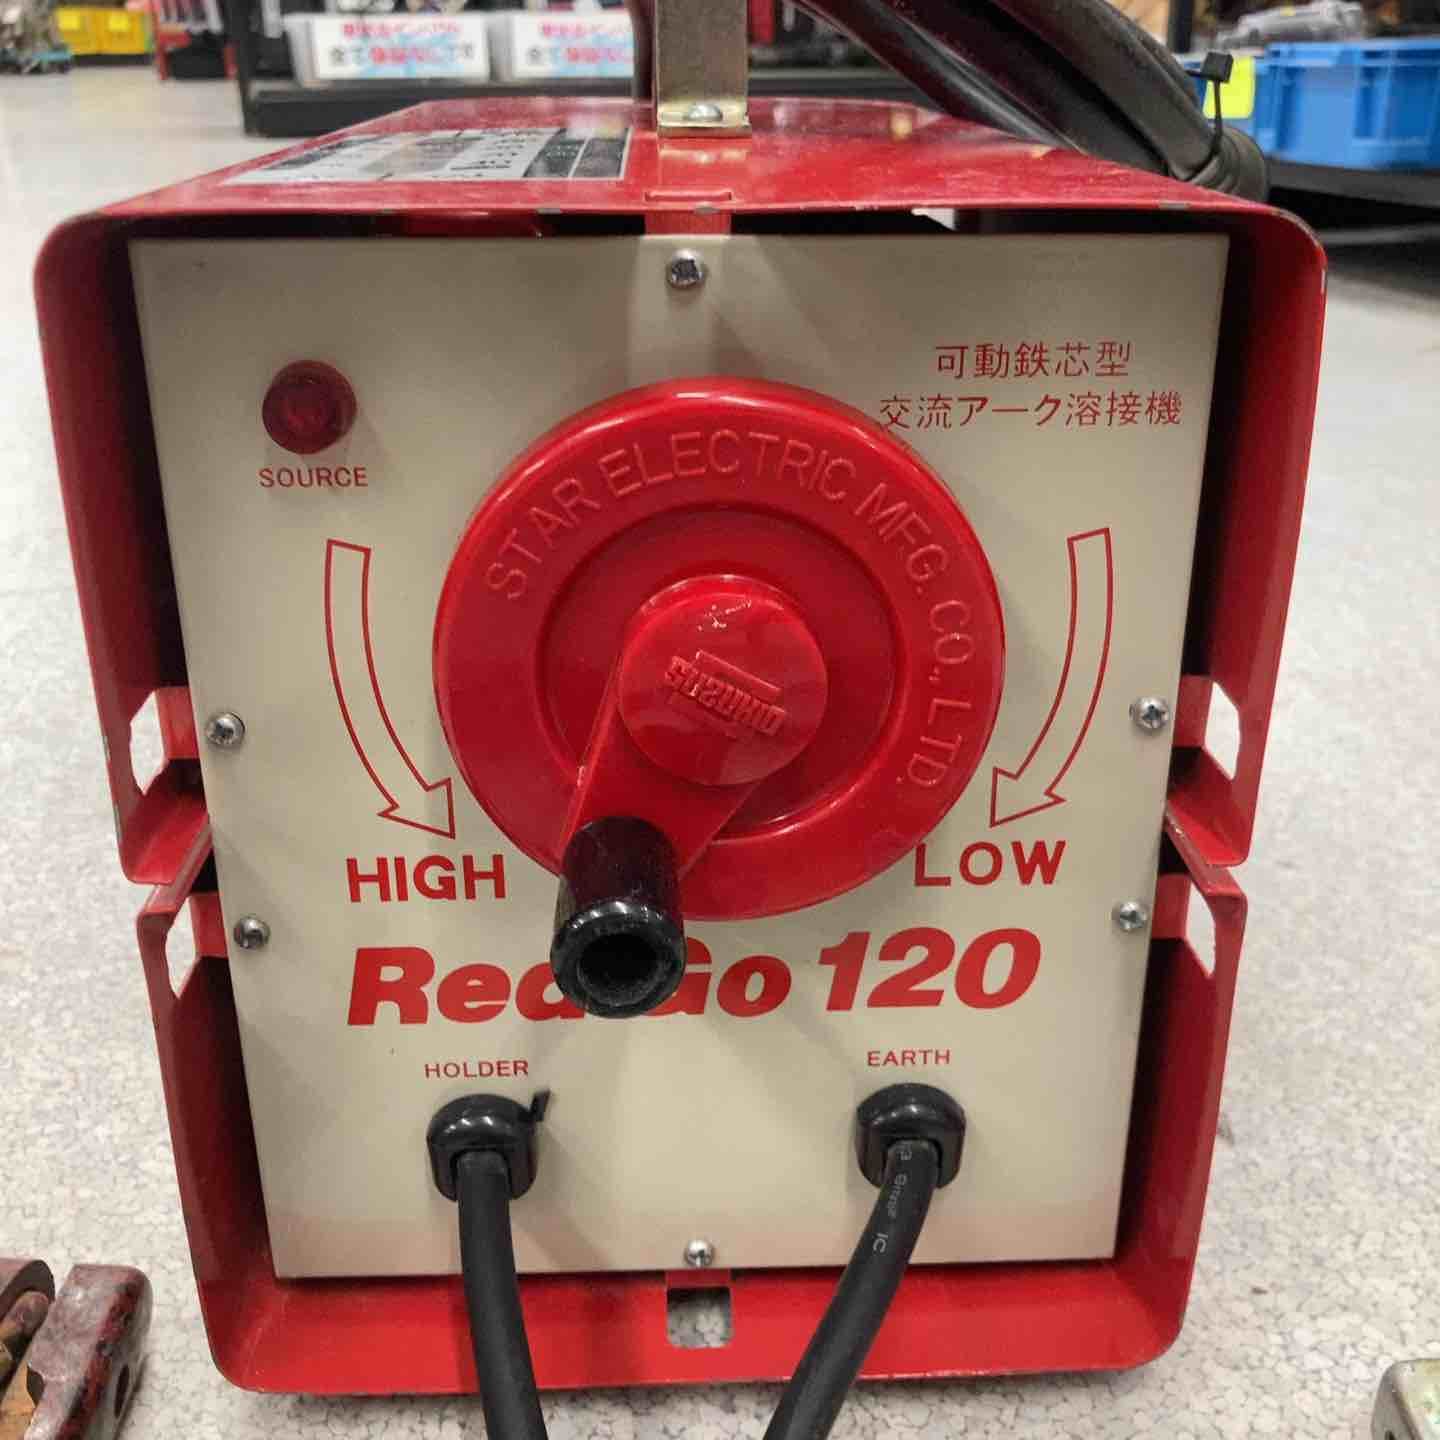 SOURCE
可動鉄芯型
交流アーク溶接機
STAR ELECTRIC MFG. CO., LTD.
SUZUKID
HIGH
LOW
Red Go 120
HOLDER
EARTH